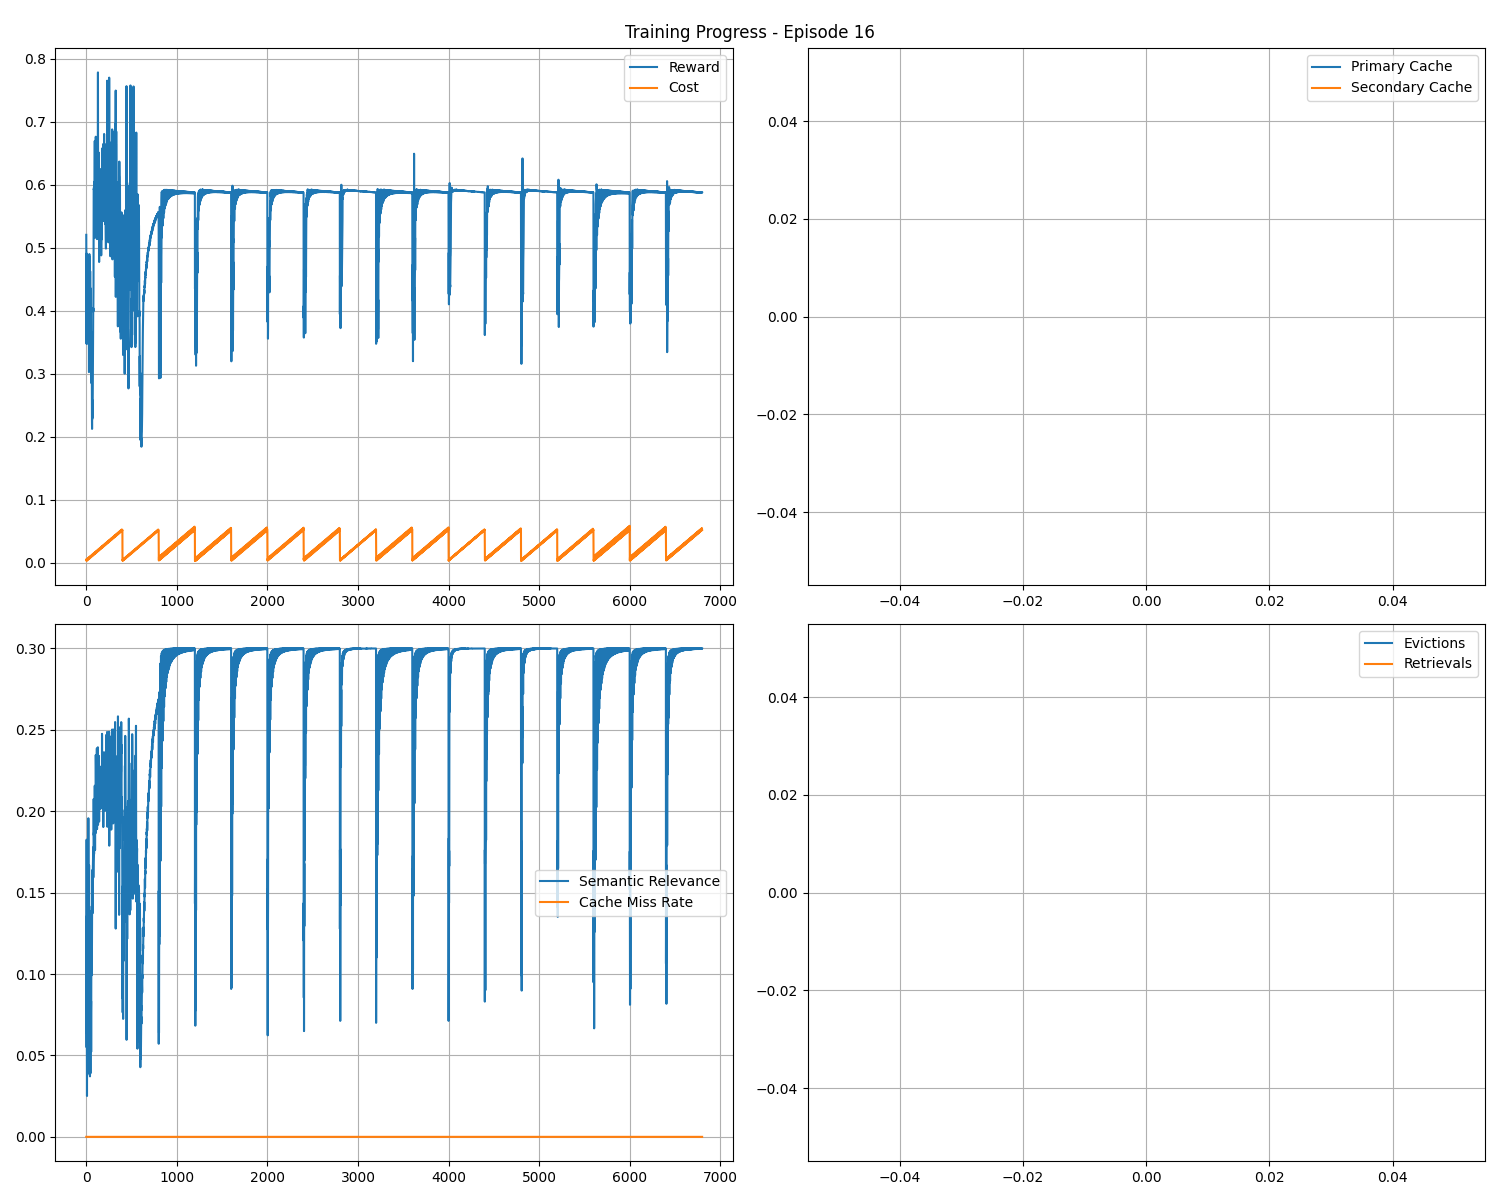 Training Progress - Episode 16
0.8
0.7
0.6
0.5
0.4
0.3
0.2
0.1
0.0
Reward
Cost
0 1000 2000 3000 4000 5000 6000 7000
0.04
0.02
0.00
−0.02
−0.04
Primary Cache
Secondary Cache
−0.04 −0.02 0.00 0.02 0.04
0.30
0.25
0.20
0.15
0.10
0.05
0.00
Semantic Relevance
Cache Miss Rate
0 1000 2000 3000 4000 5000 6000 7000
0.04
0.02
0.00
−0.02
−0.04
Evictions
Retrievals
−0.04 −0.02 0.00 0.02 0.04